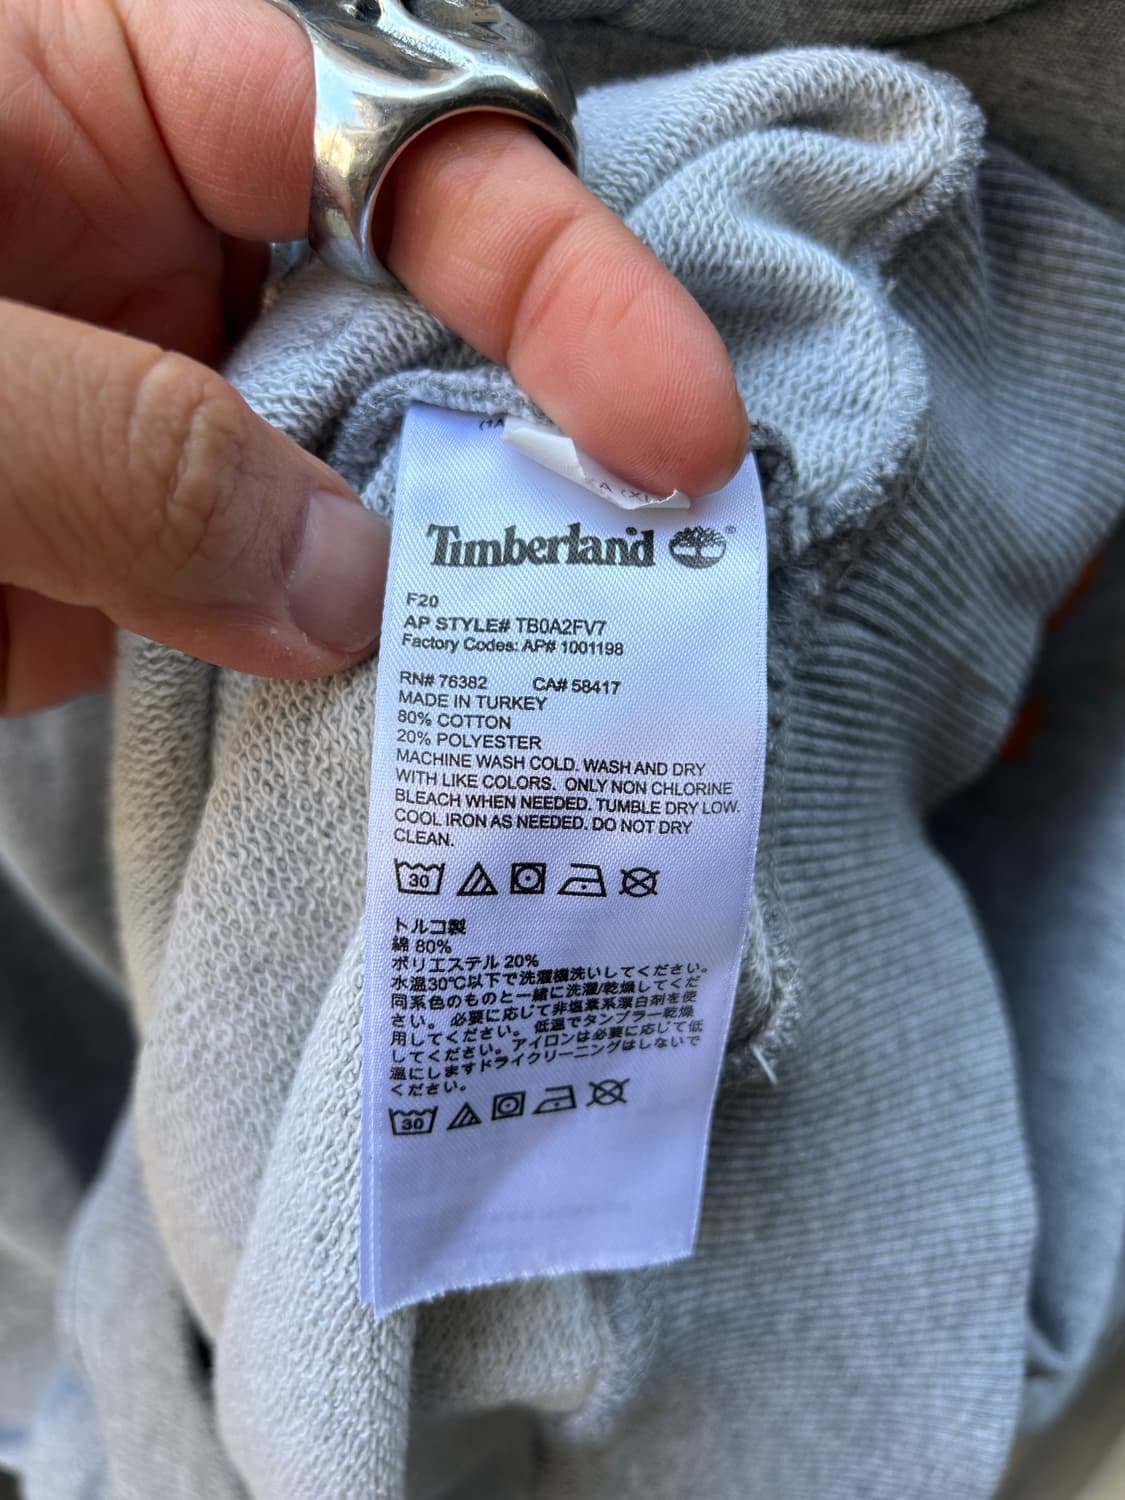 (1A
A (X)
Timberland
F20
AP STYLE# TB0A2FV7
Factory Codes: AP# 1001198
RN# 76382 CA# 58417
MADE IN TURKEY
80% COTTON
20% POLYESTER
MACHINE WASH COLD. WASH AND DRY
WITH LIKE COLORS. ONLY NON CHLORINE
BLEACH WHEN NEEDED. TUMBLE DRY LOW.
COOL IRON AS NEEDED. DO NOT DRY
CLEAN.
30
トルコ製
綿 80%
ポリエステル 20%
水温30℃以下で洗濯機洗いしてください。
同系色のものと一緒に洗濯/乾燥してくだ
さい。 必要に応じて非塩素系漂白剤を使
用してください。 低温でタンブラー乾燥
してください。アイロンは必要に応じて低
温にしますドライクリーニングはしないで
ください。
30